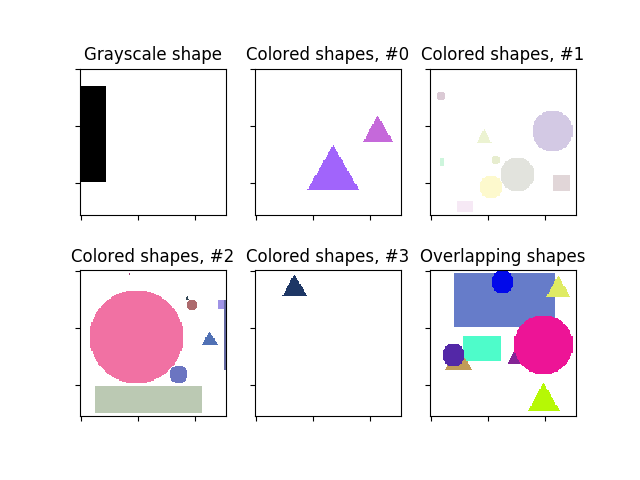 Grayscale shape
Colored shapes, #0
Colored shapes, #1
Colored shapes, #2
Colored shapes, #3
Overlapping shapes